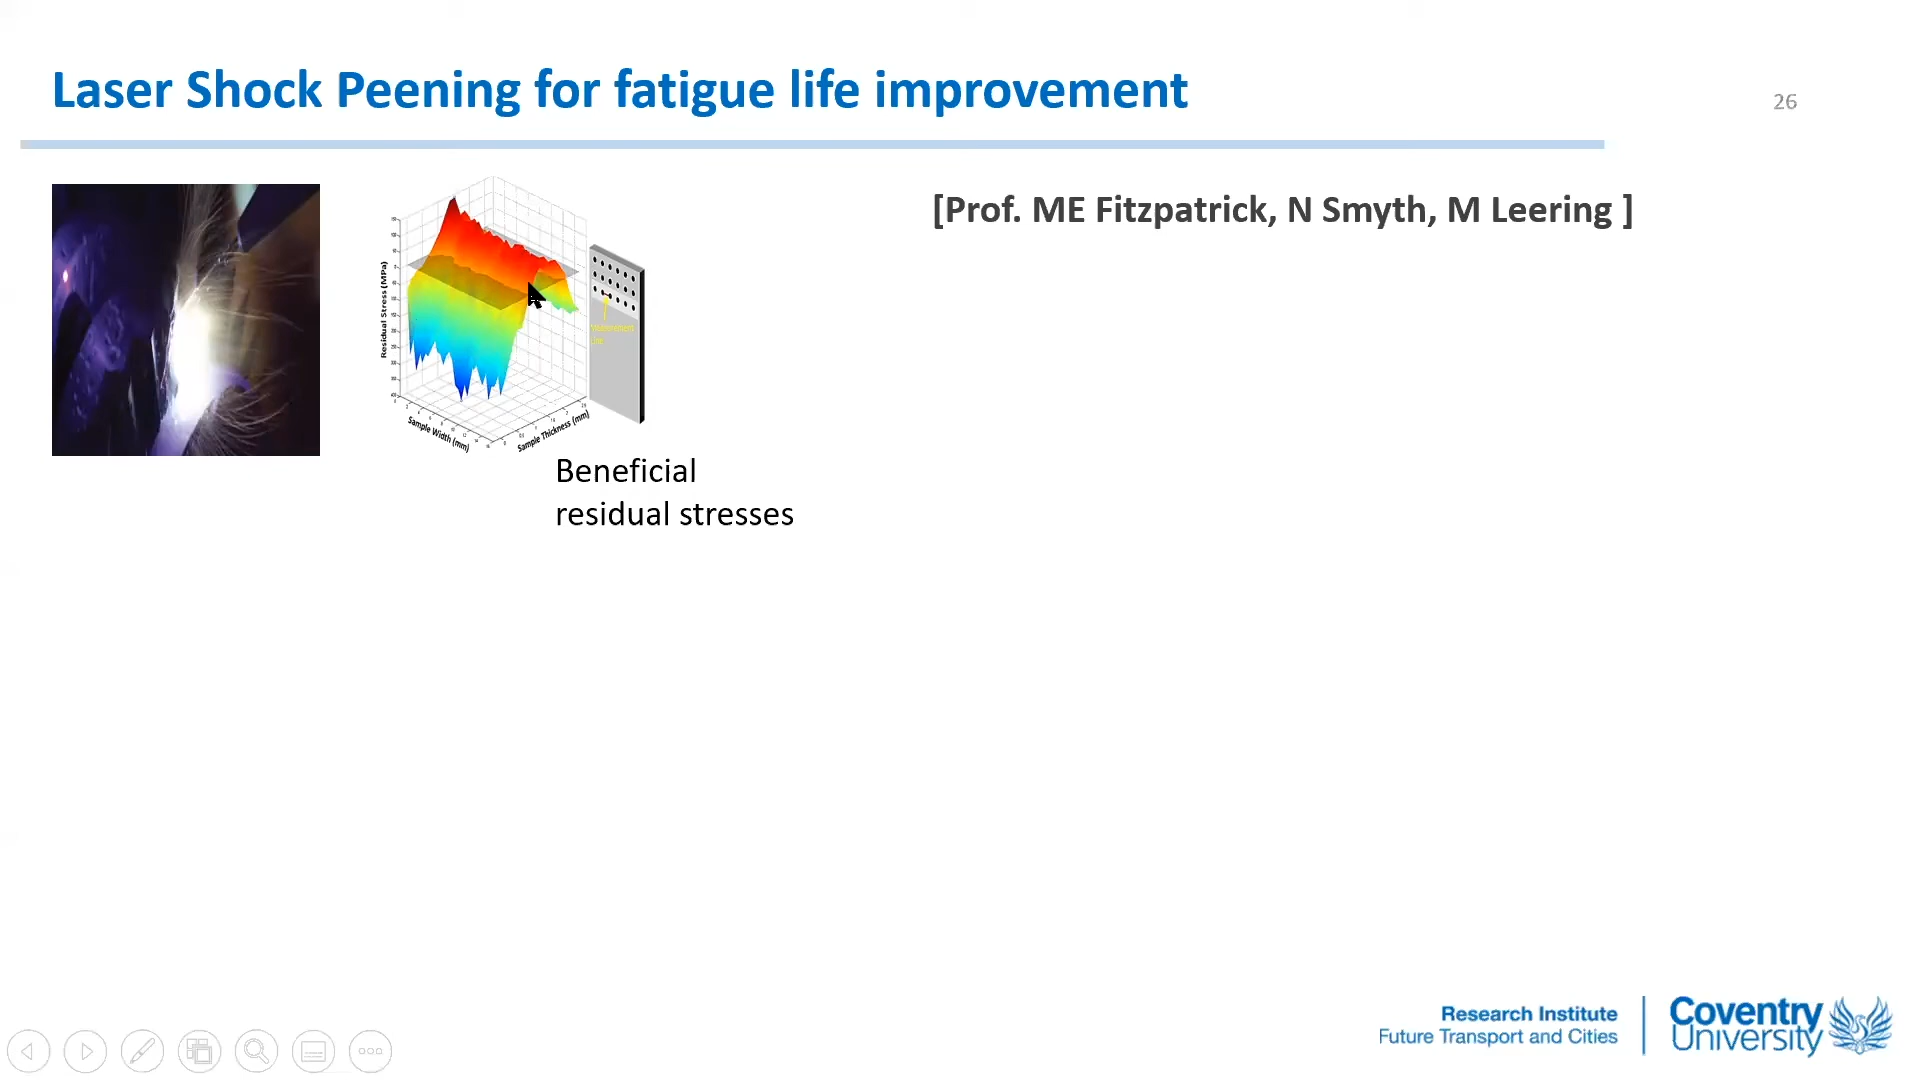 Laser Shock Peening for fatigue life improvement
26
[Prof. ME Fitzpatrick, N Smyth, M Leering ]
Residual Stress (MPa)
Sample Width (mm)
Sample Thickness (mm)
Beneficial
residual stresses
Research Institute
Future Transport and Cities
Coventry
University